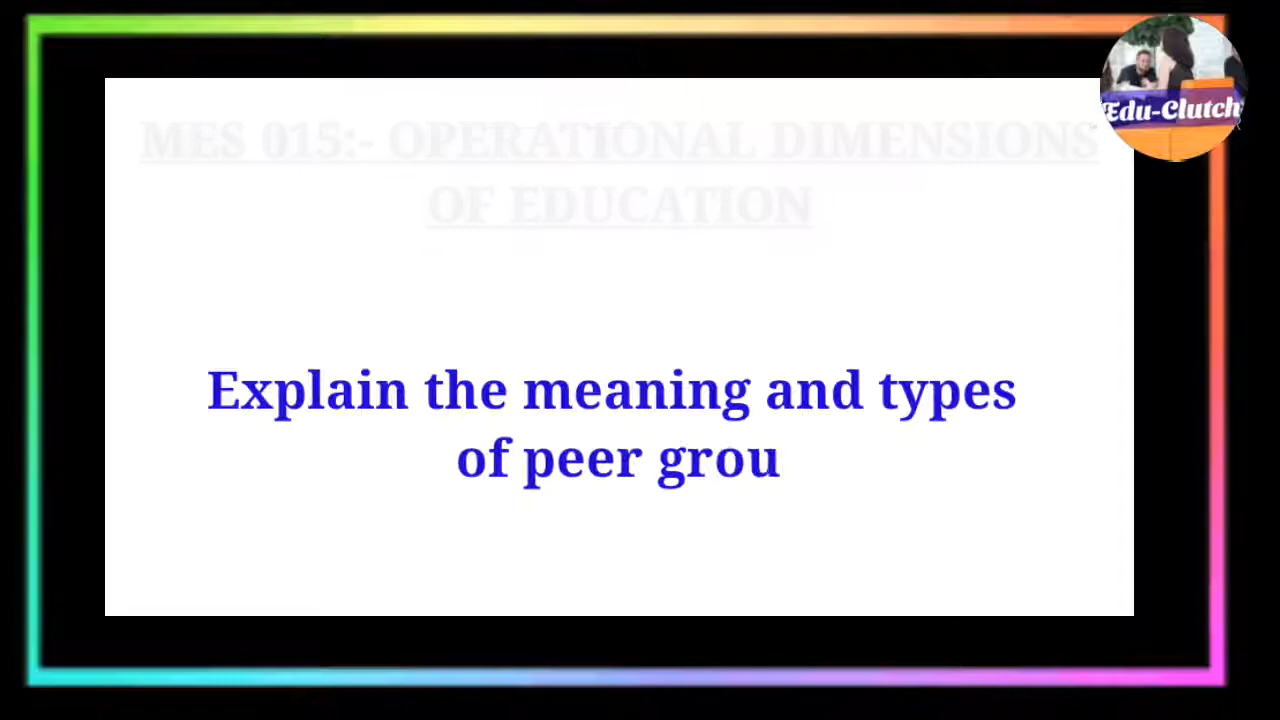 Edu-Clutch
MES 015:- OPERATIONAL DIMENSIONS
OF EDUCATION
Explain the meaning and types
of peer grou